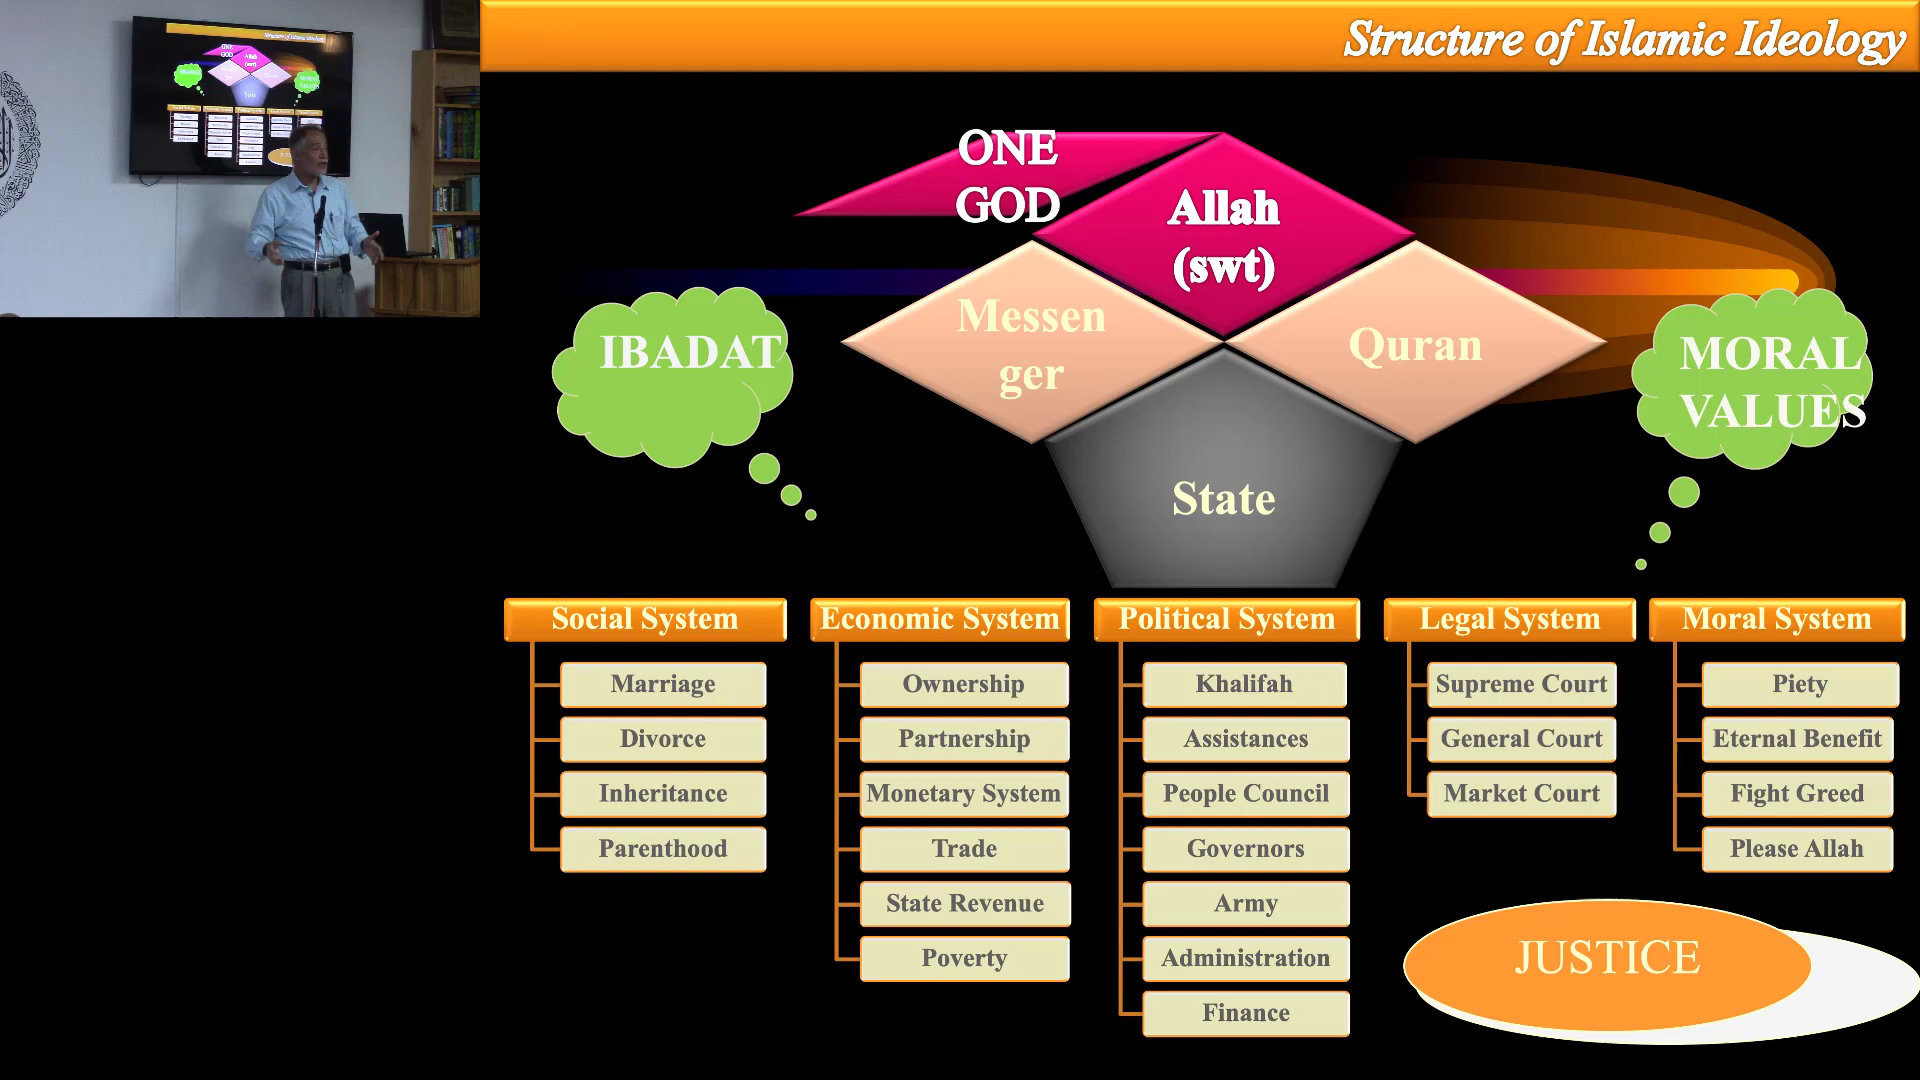 Structure of Islamic Ideology
ONE
GOD
Allah
(swt)
Messen
ger
Quran
State
IBADAT
MORAL
VALUES
Social System
Marriage
Divorce
Inheritance
Parenthood
Economic System
Ownership
Partnership
Monetary System
Trade
State Revenue
Poverty
Political System
Khalifah
Assistances
People Council
Governors
Army
Administration
Finance
Legal System
Supreme Court
General Court
Market Court
Moral System
Piety
Eternal Benefit
Fight Greed
Please Allah
JUSTICE